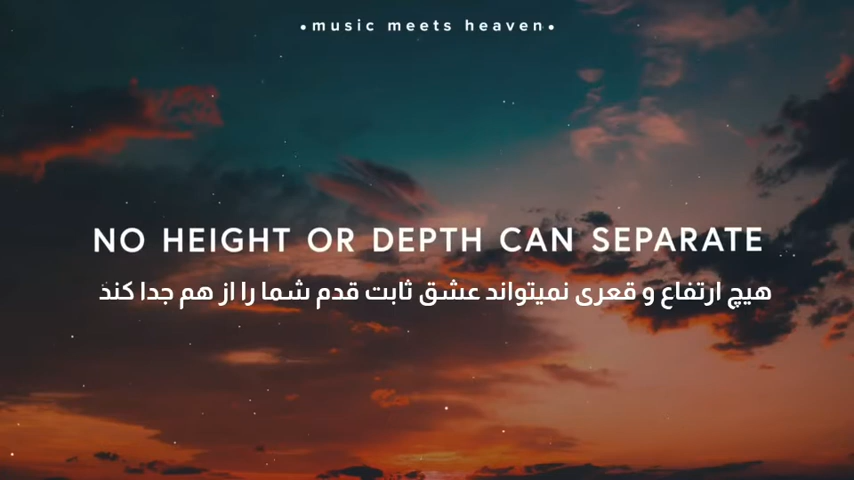 •music meets heaven•
NO HEIGHT OR DEPTH CAN SEPARATE
هیچ ارتفاع و قعری نمیتواند عشق ثابت قدم شما را از هم جدا کند